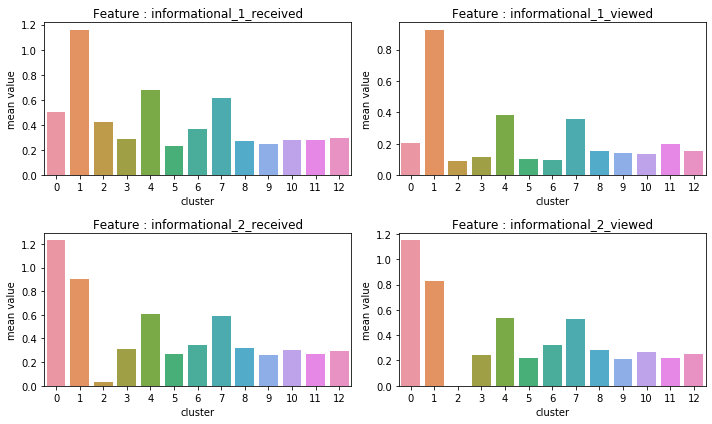 Feature : informational_1_received
mean value
1.2
1.0
0.8
0.6
0.4
0.2
0.0
0 1 2 3 4 5 6 7 8 9 10 11 12
cluster
Feature : informational_1_viewed
mean value
0.8
0.6
0.4
0.2
0.0
0 1 2 3 4 5 6 7 8 9 10 11 12
cluster
Feature : informational_2_received
mean value
1.2
1.0
0.8
0.6
0.4
0.2
0.0
0 1 2 3 4 5 6 7 8 9 10 11 12
cluster
Feature : informational_2_viewed
mean value
1.2
1.0
0.8
0.6
0.4
0.2
0.0
0 1 2 3 4 5 6 7 8 9 10 11 12
cluster